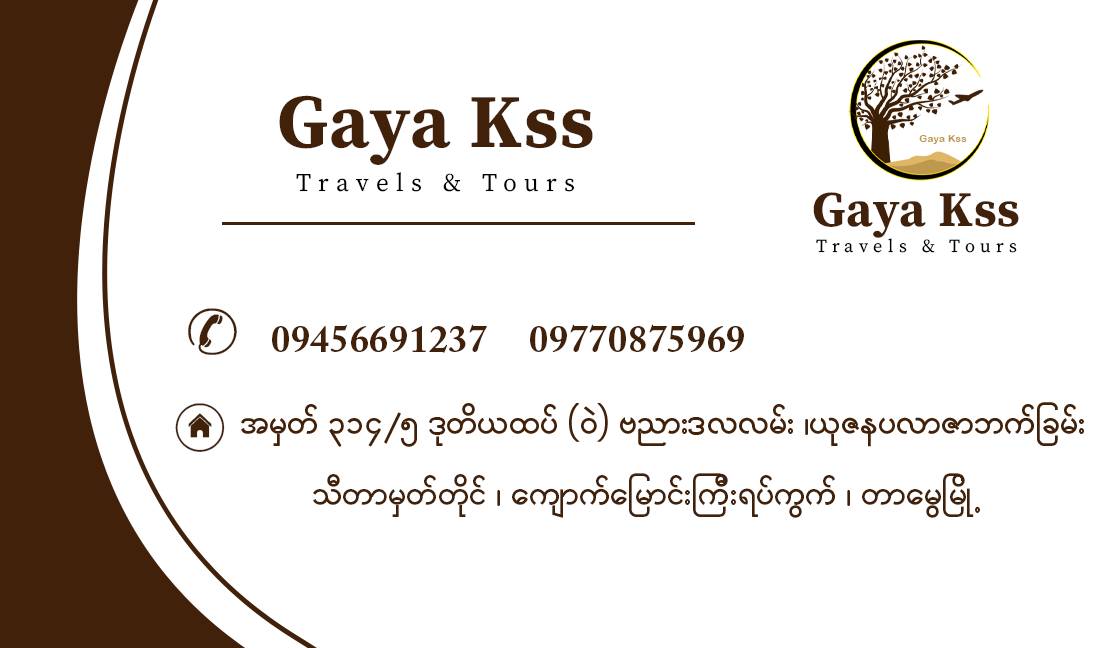 Gaya Kss
Travels & Tours
Gaya Kss
Gaya Kss
Travels & Tours
09456691237 09770875969
အမှတ် ၃၁၄/၅ ဒုတိယထပ် (ဝဲ) ဗညားဒလလမ်း ၊ယုဇနပလာဇာဘက်ခြမ်း
သီတာမှတ်တိုင် ၊ ကျောက်မြောင်းကြီးရပ်ကွက် ၊ တာမွေမြို့